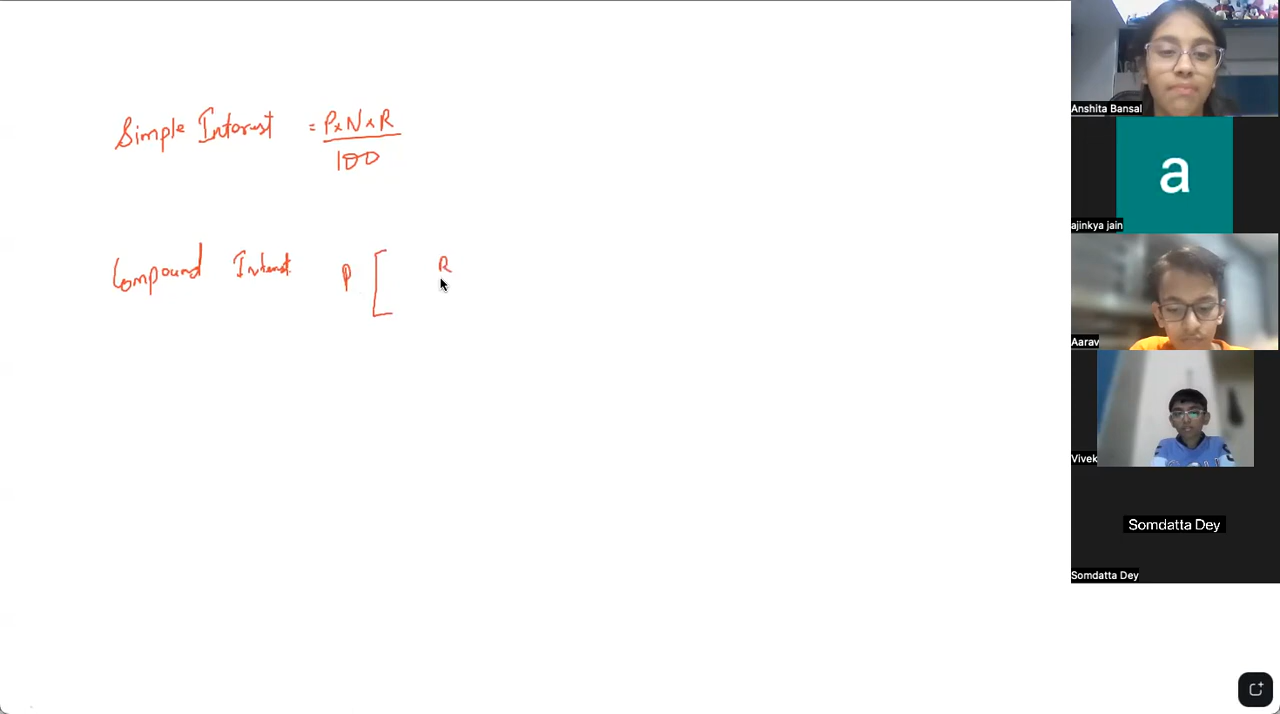 Simple Interest = P×N×R
100
Compound Interest P [ R
Anshita Bansal
a
ajinkya jain
Aarav
Vivek
Somdatta Dey
Somdatta Dey